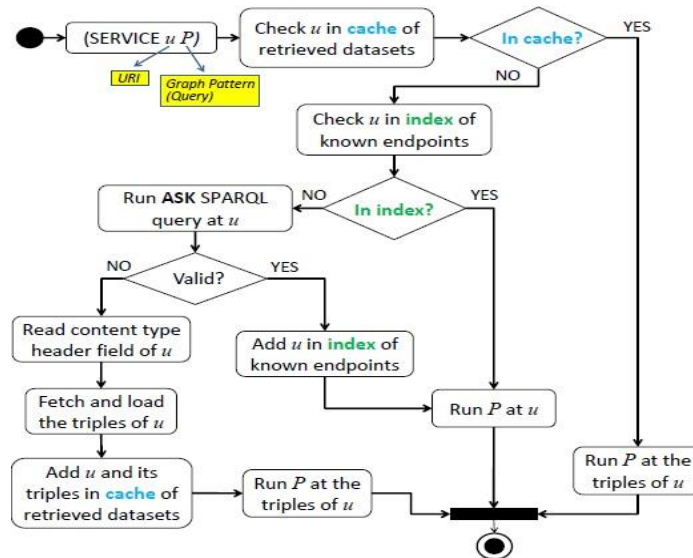 (SERVICE u P)
URI
Graph Pattern
(Query)
Check u in cache of
retrieved datasets
In cache?
YES
NO
Check u in index of
known endpoints
In index?
NO
YES
Run ASK SPARQL
query at u
Valid?
NO
YES
Read content type
header field of u
Add u in index of
known endpoints
Fetch and load
the triples of u
Run P at u
Add u and its
triples in cache of
retrieved datasets
Run P at the
triples of u
Run P at the
triples of u